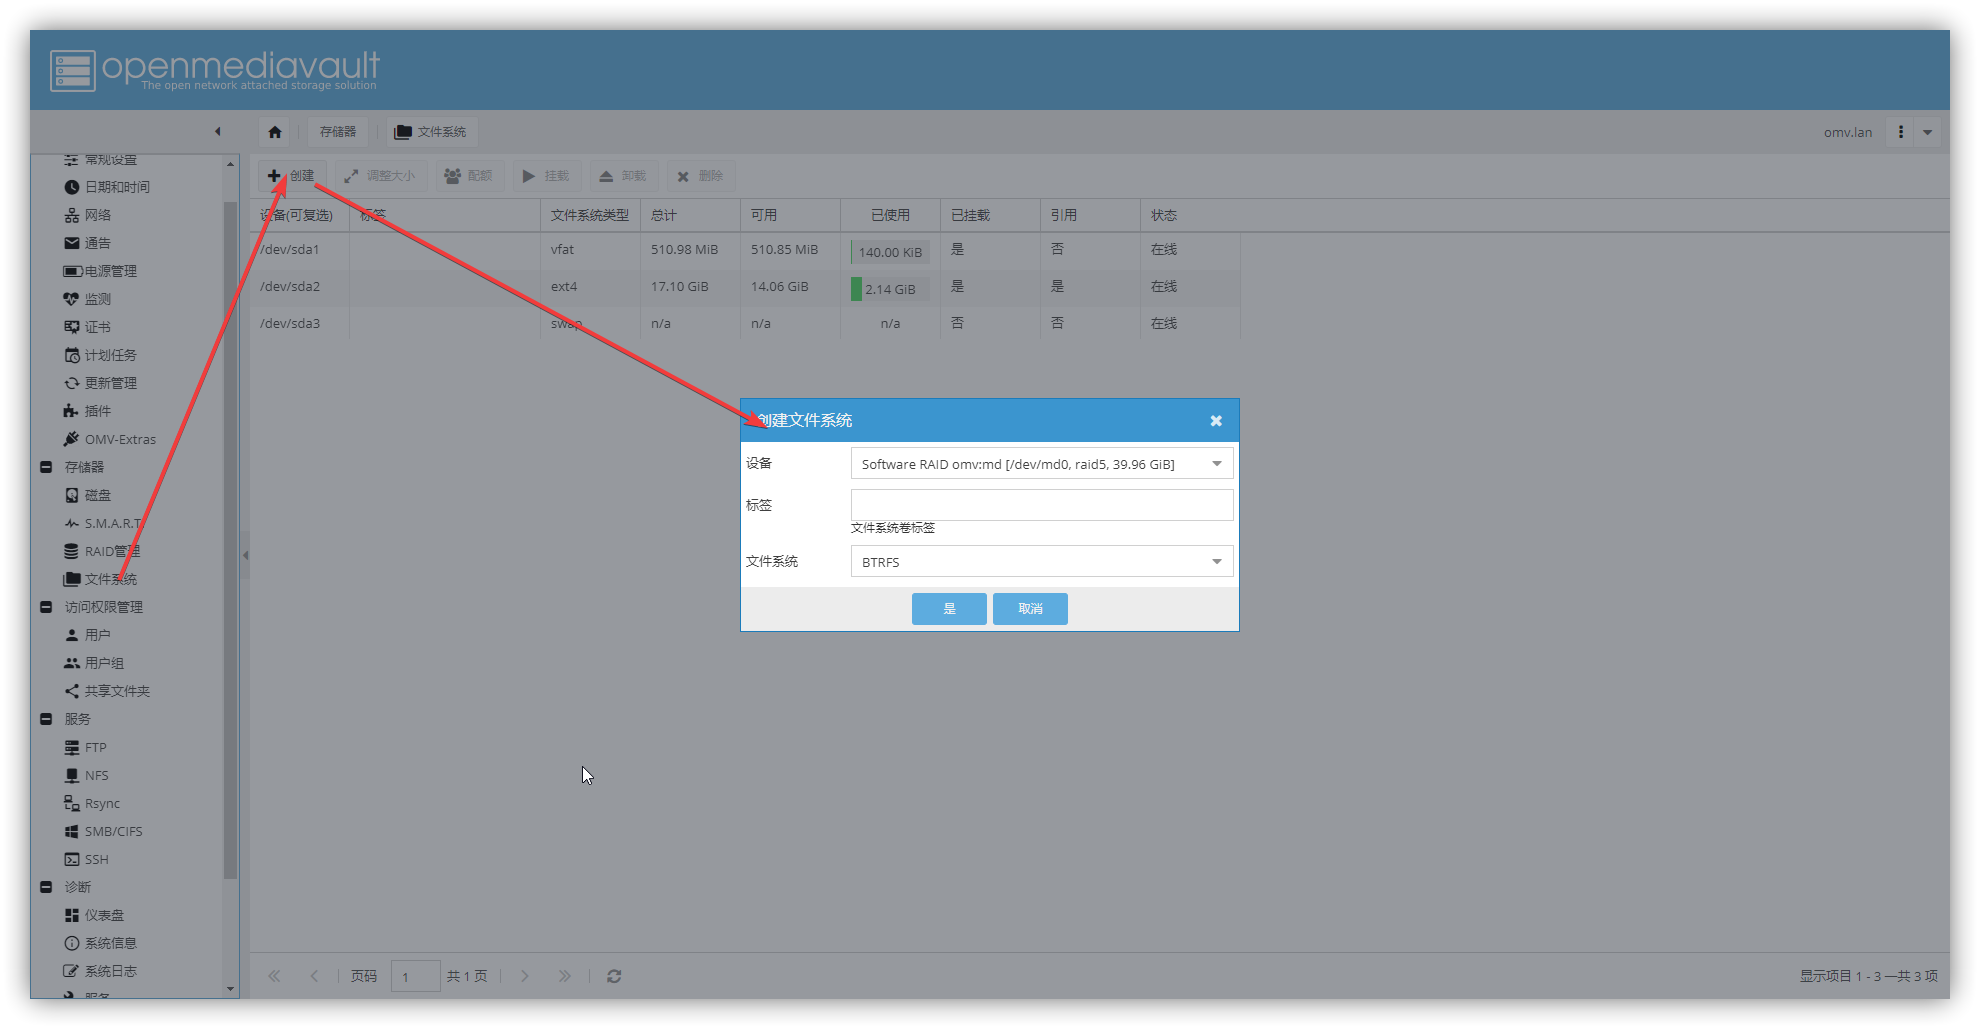 openmediavault
The open network attached storage solution
存储器
文件系统
omv.lan
常规设置
日期和时间
网络
通告
电源管理
监测
证书
计划任务
更新管理
插件
OMV-Extras
存储器
磁盘
S.M.A.R.T.
RAID管理
文件系统
访问权限管理
用户
用户组
共享文件夹
服务
FTP
NFS
Rsync
SMB/CIFS
SSH
诊断
仪表盘
系统信息
系统日志
服务
创建 调整大小 配额 挂载 卸载 删除
设备(可复选) 标签 文件系统类型 总计 可用 已使用 已挂载 引用 状态
/dev/sda1 vfat 510.98 MiB 510.85 MiB 140.00 KiB 是 否 在线
/dev/sda2 ext4 17.10 GiB 14.06 GiB 2.14 GiB 是 是 在线
/dev/sda3 swap n/a n/a n/a 否 否 在线
创建文件系统
设备 Software RAID omv:md [/dev/md0, raid5, 39.96 GiB]
标签
文件系统卷标签
文件系统 BTRFS
是 取消
页码 1 共 1 页
显示项目 1 - 3 一共 3 项